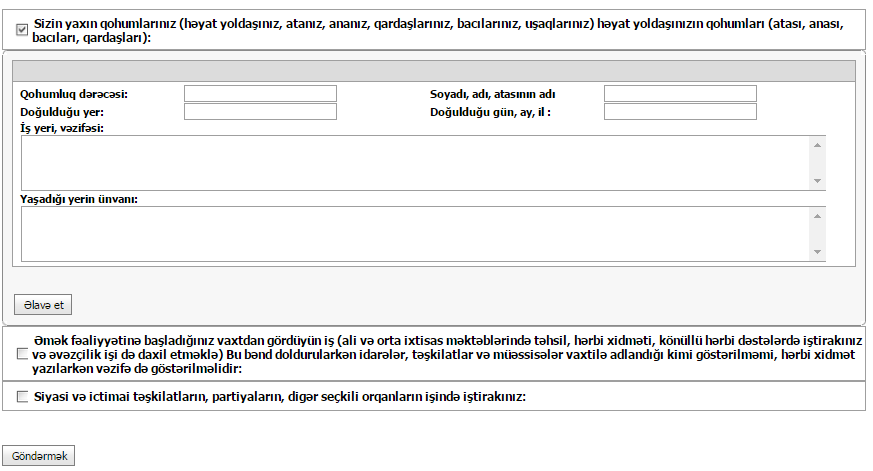 Sizin yaxın qohumlarınız (həyat yoldaşınız, atanız, ananız, qardaşlarınız, bacılarınız, uşaqlarınız) həyat yoldaşınızın qohumları (atası, anası,
bacıları, qardaşları):
Qohumluq dərəcəsi: Soyadı, adı, atasının adı
Doğulduğu yer: Doğulduğu gün, ay, il :
İş yeri, vəzifəsi:
Yaşadığı yerin ünvanı:
Əlavə et
Əmək fəaliyyətinə başladığınız vaxtdan gördüyün iş (ali və orta ixtisas məktəblərində təhsil, hərbi xidməti, könüllü hərbi dəstələrdə iştirakınız
və əvəzçilik işi də daxil etməklə) Bu bənd doldurularkən idarələr, təşkilatlar və müəssisələr vaxtilə adlandığı kimi göstərilməmi, hərbi xidmət
yazılarkən vəzifə də göstərilməlidir:
Siyasi və ictimai təşkilatların, partiyaların, digər seçkili orqanların işində iştirakınız:
Göndərmək